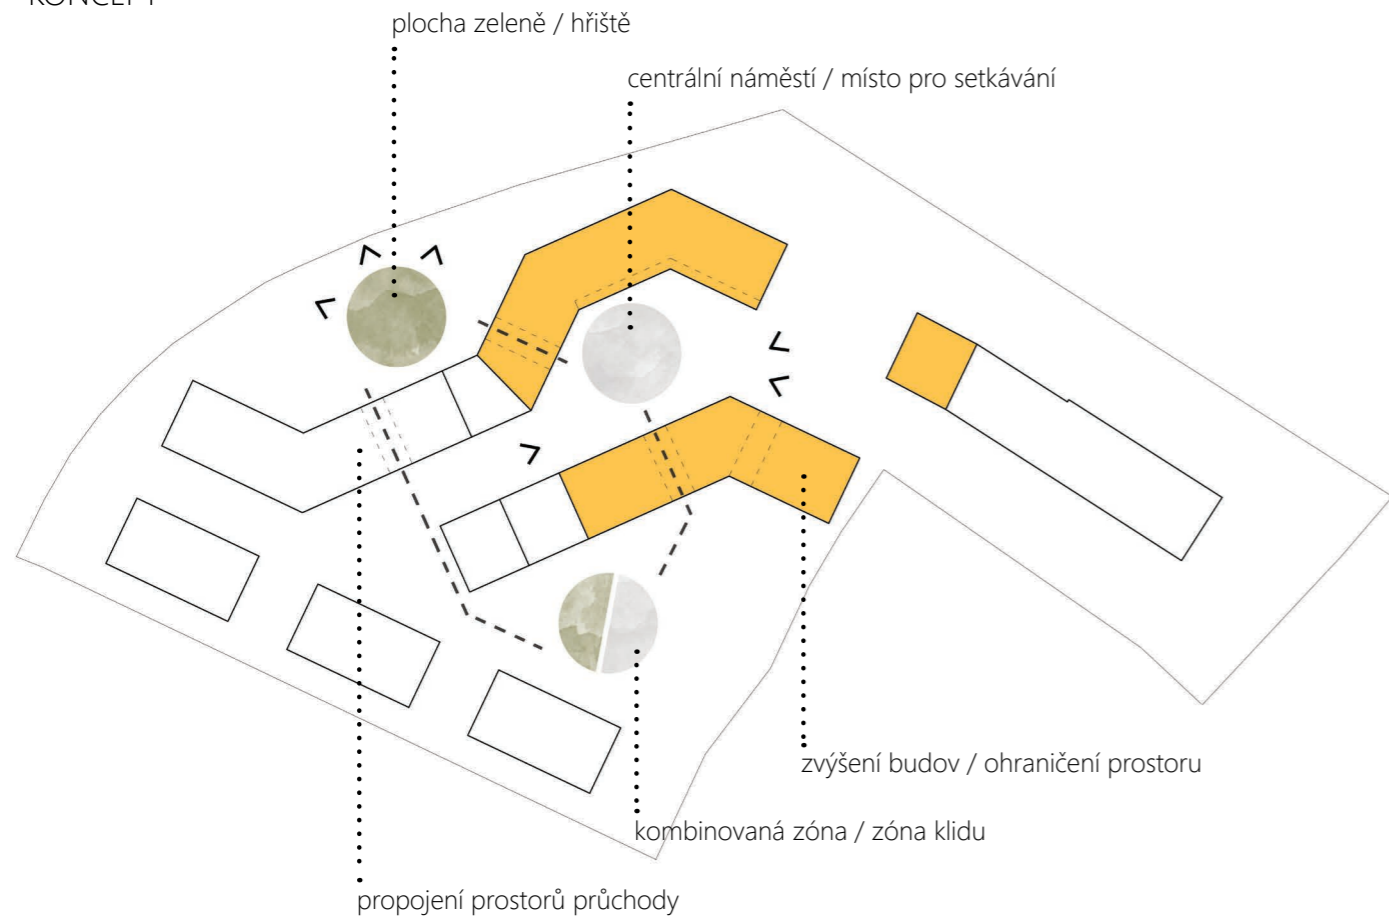 KONCEPT
plocha zeleně / hřiště
centrální náměstí / místo pro setkávání
zvýšení budov / ohraničení prostoru
kombinovaná zóna / zóna klidu
propojení prostorů průchody